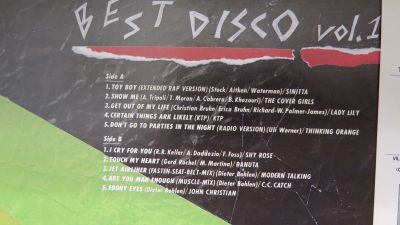 BEST DISCO vol.1
Side A
1. TOY BOY (EXTENDED RAP VERSION) (Stock/Aitken/Waterman)/ SINITTA
2. SHOW ME (A. Tripoli/T. Moran/A. Cabrera/B. Khozouri)/ THE COVER GIRLS
3. GET OUT OF MY LIFE (Christian Bruhn/Erica Bruhn/Richard-W. Palmer-James)/ LADY LILY
4. CERTAIN THINGS ARK LIKELY (KTP)/ KTP
5. DON'T GO TO PARTIES IN THE NIGHT (RADIO VERSION) (Uli Werner)/ THINKING ORANGE
Side B
1. I CRY FOR YOU (R.R. Keller/A. Dadilezio/F. Foss)/ SHY ROSE
2. TOUCH MY HEART (Gerd Rochel/M. Martino)/ DANUTA
3. JET AIRLINER (FASTEN-SEAT-BELT-MIX) (Dieter Bohlen)/ MODERN TALKING
4. ARE YOU MAN ENOUGH (MUSCLE-MIX) (Dieter Bohlen)/ C.C. CATCH
5. EBONY EYES (Dieter Bohlen)/ JOHN CHRISTIAN